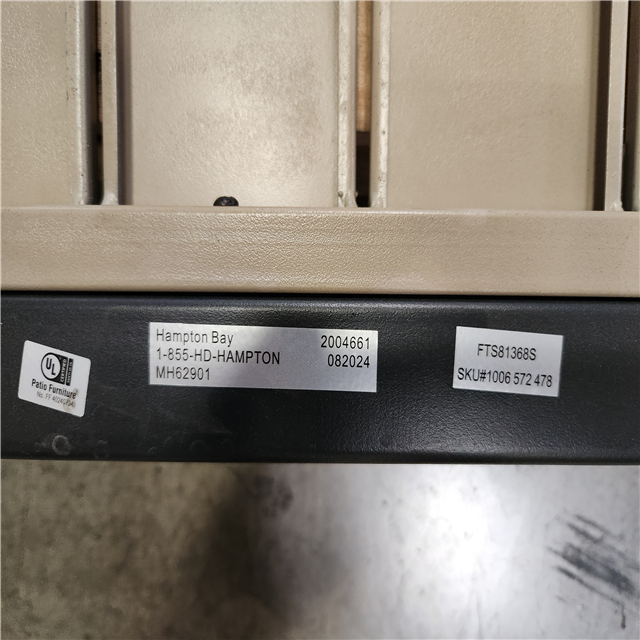 UL
Patio Furniture
Hampton Bay 2004661
1-855-HD-HAMPTON 082024
MH62901
FTS81368S
SKU#1006 572 478